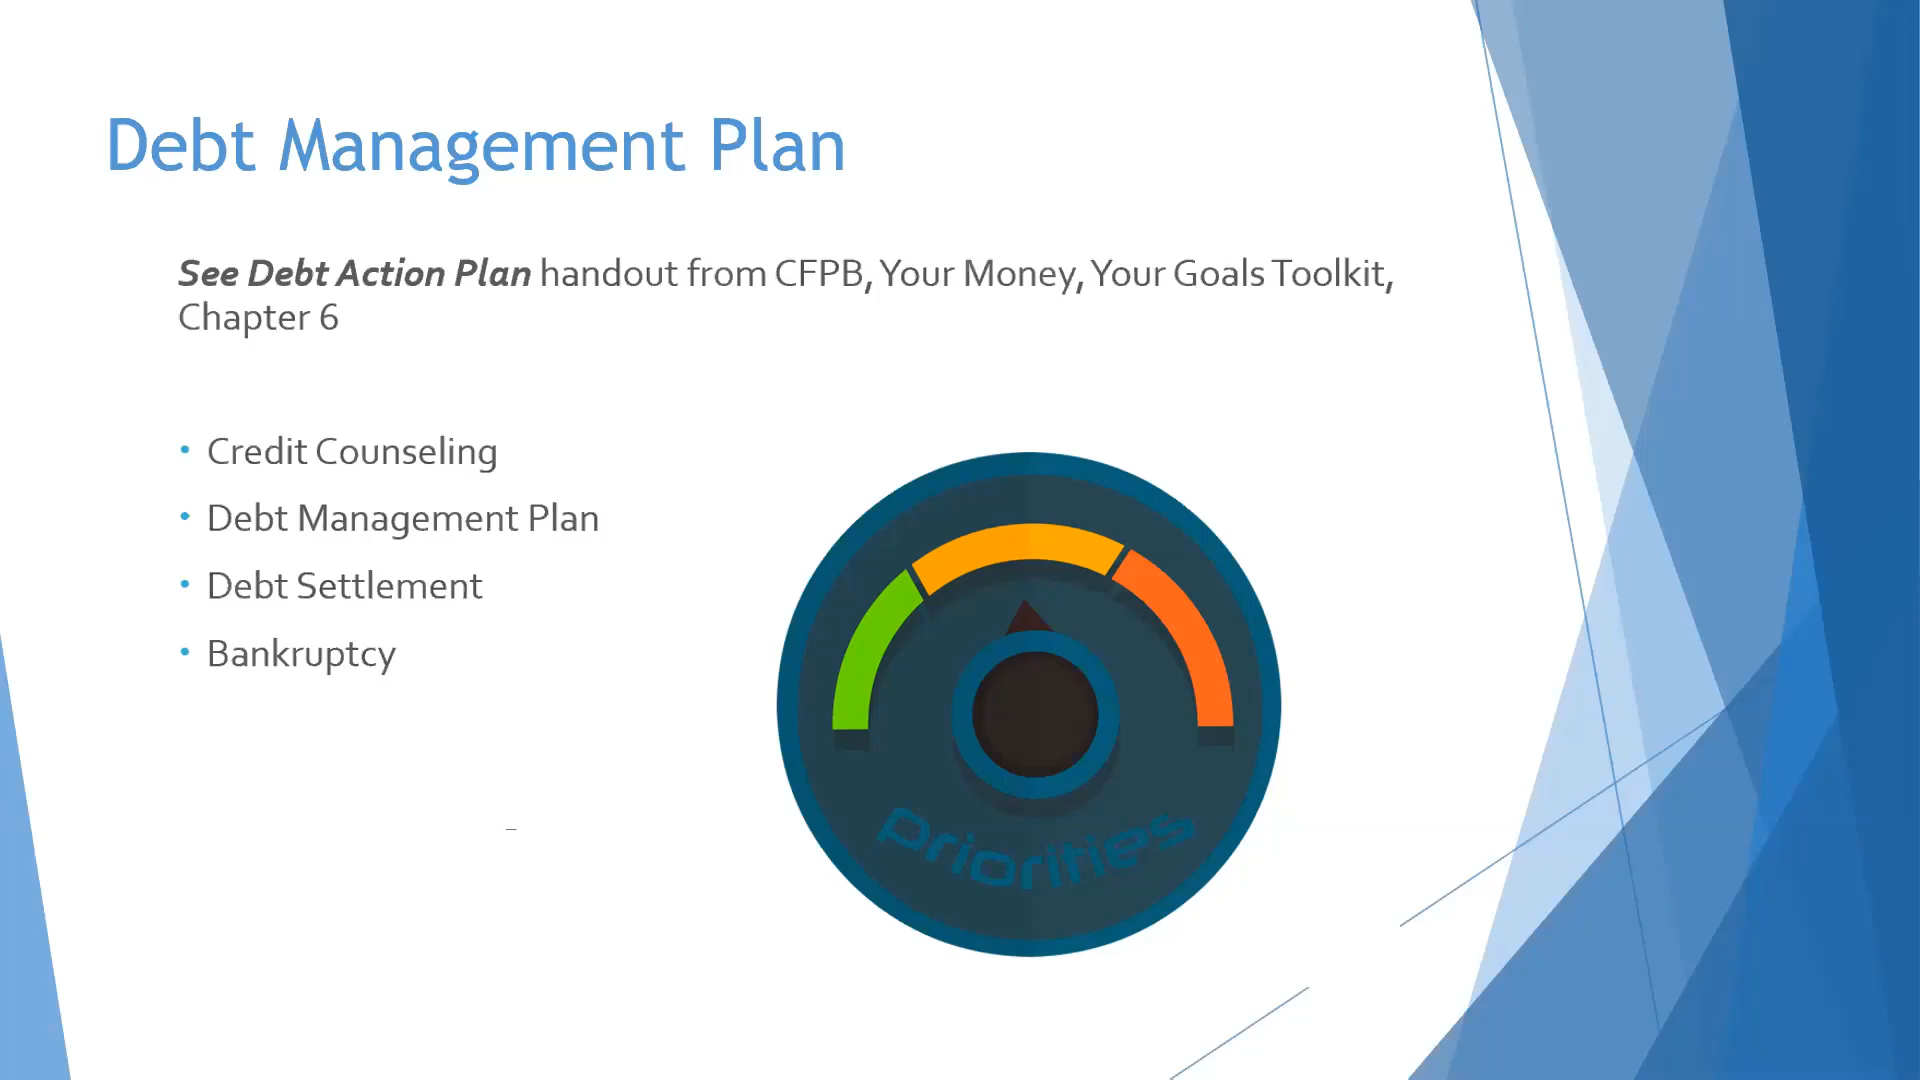 Debt Management Plan
See Debt Action Plan handout from CFPB, Your Money, Your Goals Toolkit,
Chapter 6
• Credit Counseling
• Debt Management Plan
• Debt Settlement
• Bankruptcy
priorities